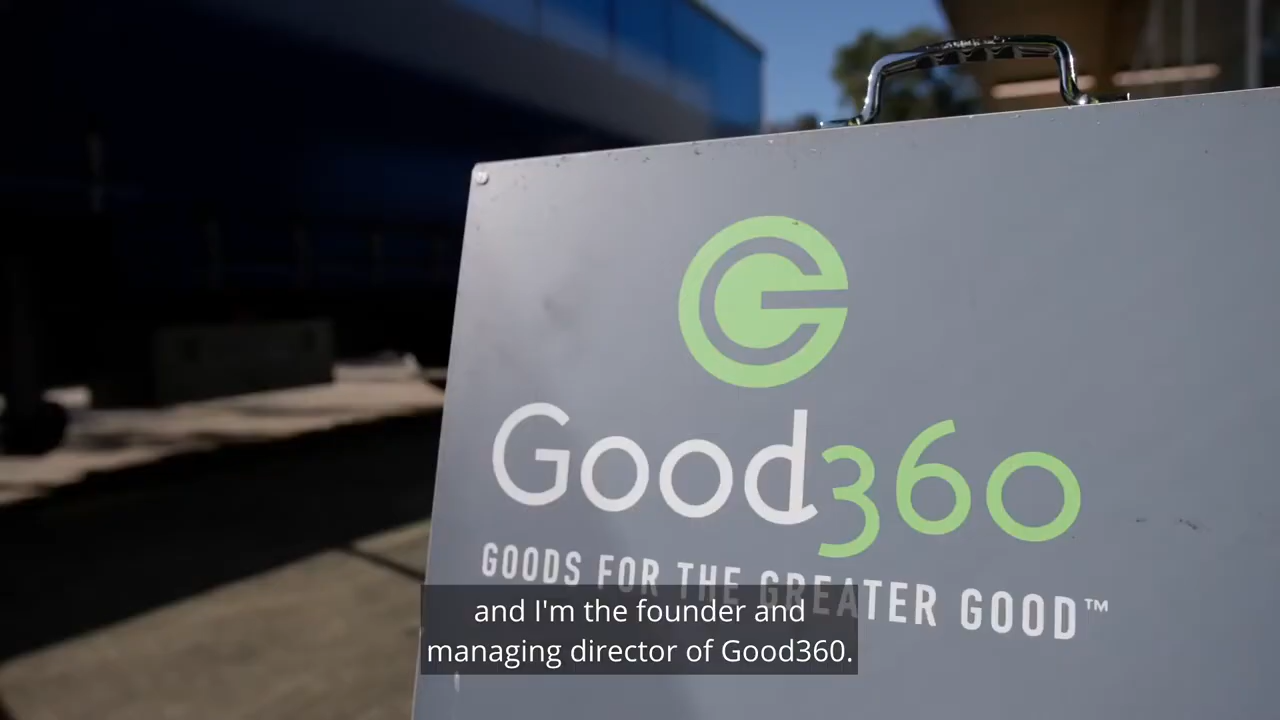 Good360
GOODS FOR THE GREATER GOOD™
and I'm the founder and
managing director of Good360.